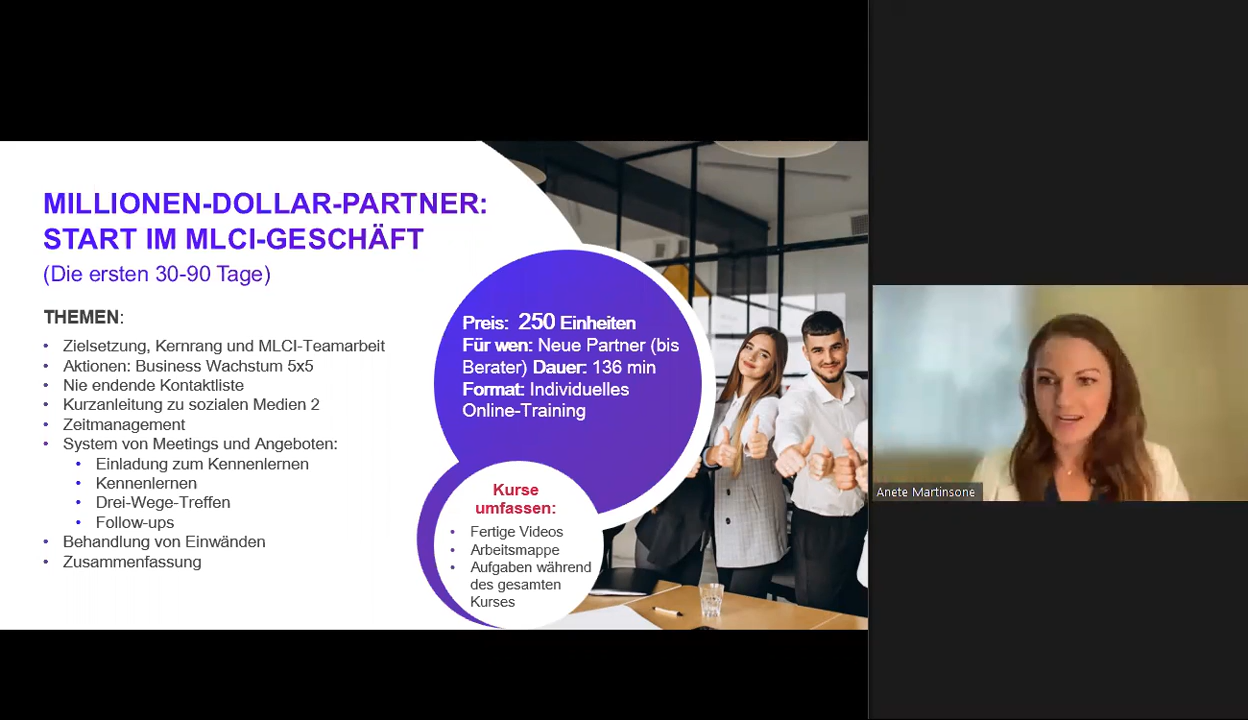 MILLIONEN-DOLLAR-PARTNER:
START IM MLCI-GESCHÄFT
(Die ersten 30-90 Tage)
THEMEN:
• Zielsetzung, Kernrang und MLCI-Teamarbeit
• Aktionen: Business Wachstum 5x5
• Nie endende Kontaktliste
• Kurzanleitung zu sozialen Medien 2
• Zeitmanagement
• System von Meetings und Angeboten:
• Einladung zum Kennenlernen
• Kennenlernen
• Drei-Wege-Treffen
• Follow-ups
• Behandlung von Einwänden
• Zusammenfassung
Preis: 250 Einheiten
Für wen: Neue Partner (bis
Berater) Dauer: 136 min
Format: Individuelles
Online-Training
Kurse
umfassen:
• Fertige Videos
• Arbeitsmappe
• Aufgaben während
des gesamten
Kurses
Anete Martinsone